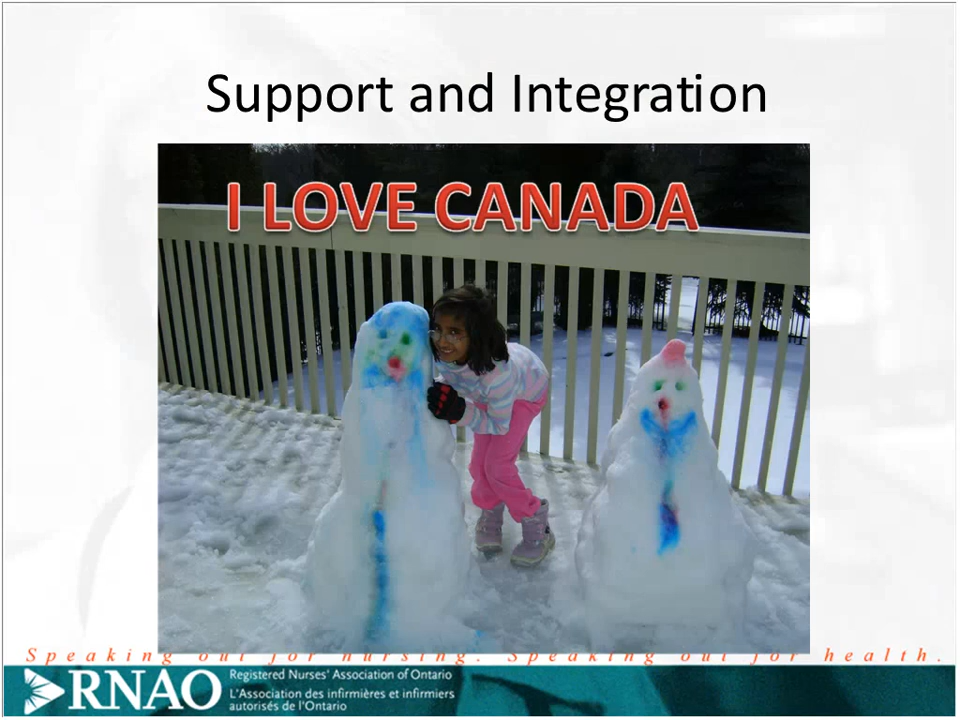 Support and Integration
I LOVE CANADA
Speaking out for nursing. Speaking out for health.
RNAO
Registered Nurses' Association of Ontario
L'Association des infirmières et infirmiers
autorisés de l'Ontario